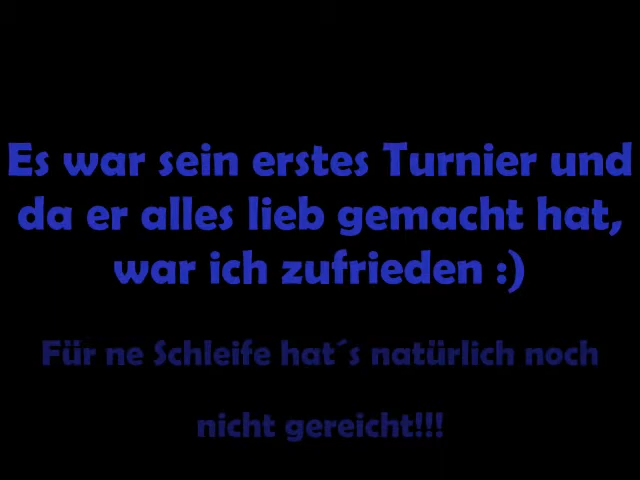 Es war sein erstes Turnier und
da er alles lieb gemacht hat,
war ich zufrieden :)
Für ne Schleife hat´s natürlich noch
nicht gereicht!!!